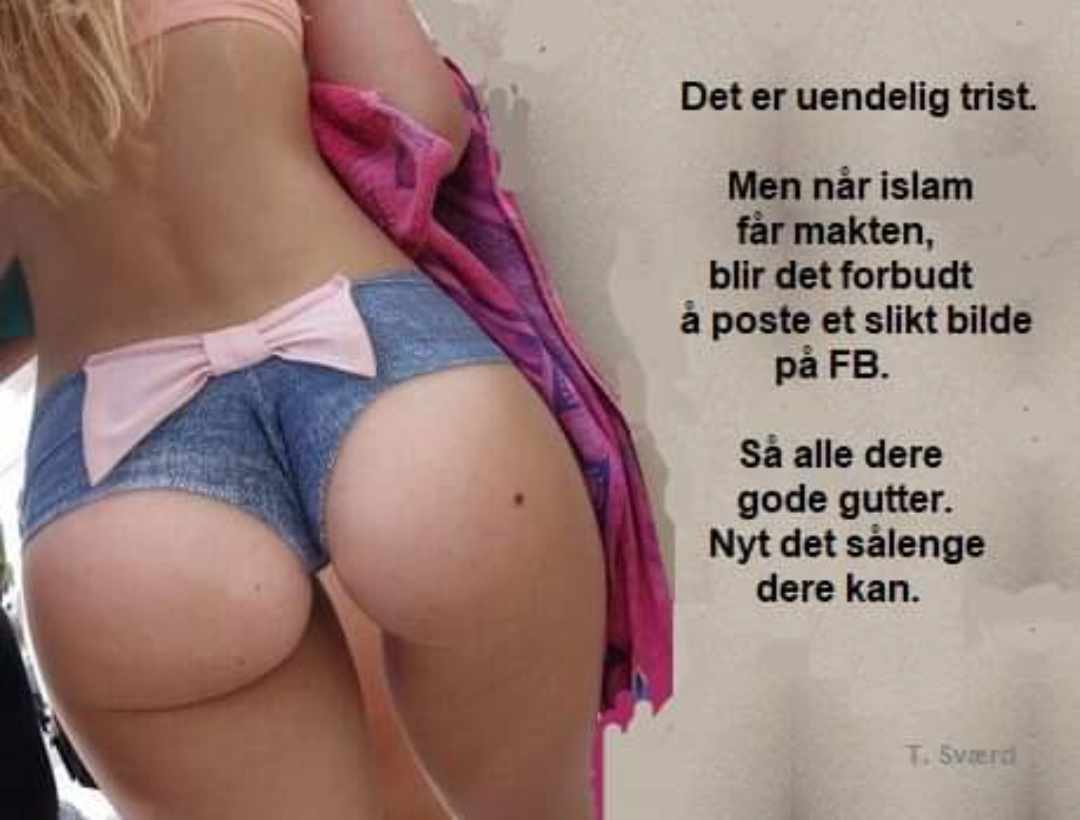 Det er uendelig trist.
Men når islam
får makten,
blir det forbudt
å poste et slikt bilde
på FB.
Så alle dere
gode gutter.
Nyt det sålenge
dere kan.
T. Sværd